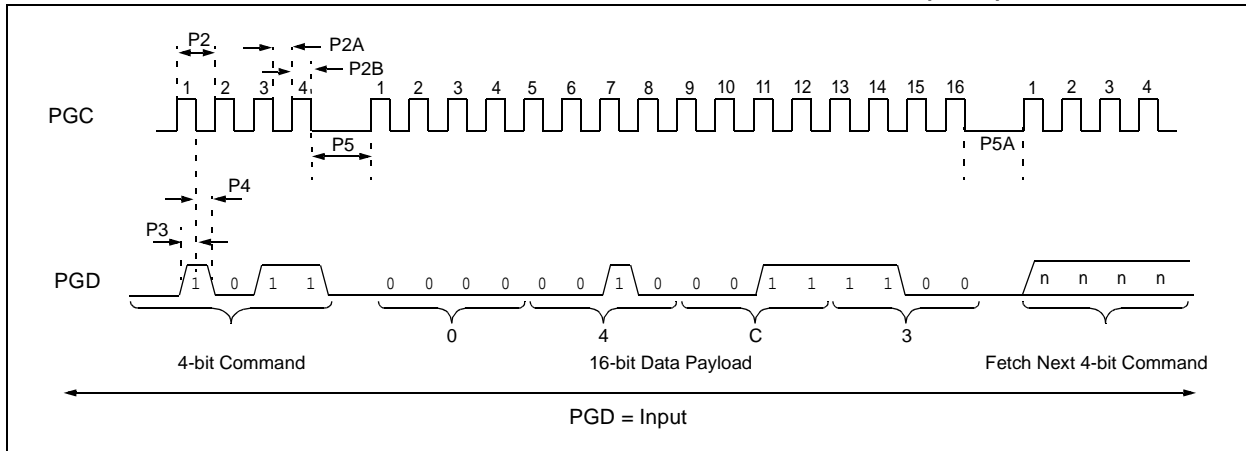 P2
P2A
P2B
1 2 3 4 1 2 3 4 5 6 7 8 9 10 11 12 13 14 15 16 1 2 3 4
PGC
P5
P5A
P4
P3
PGD
1 0 1 1 0 0 0 0 0 0 1 0 0 0 1 1 1 1 0 0 n n n n
0 4 C 3
4-bit Command 16-bit Data Payload Fetch Next 4-bit Command
PGD = Input